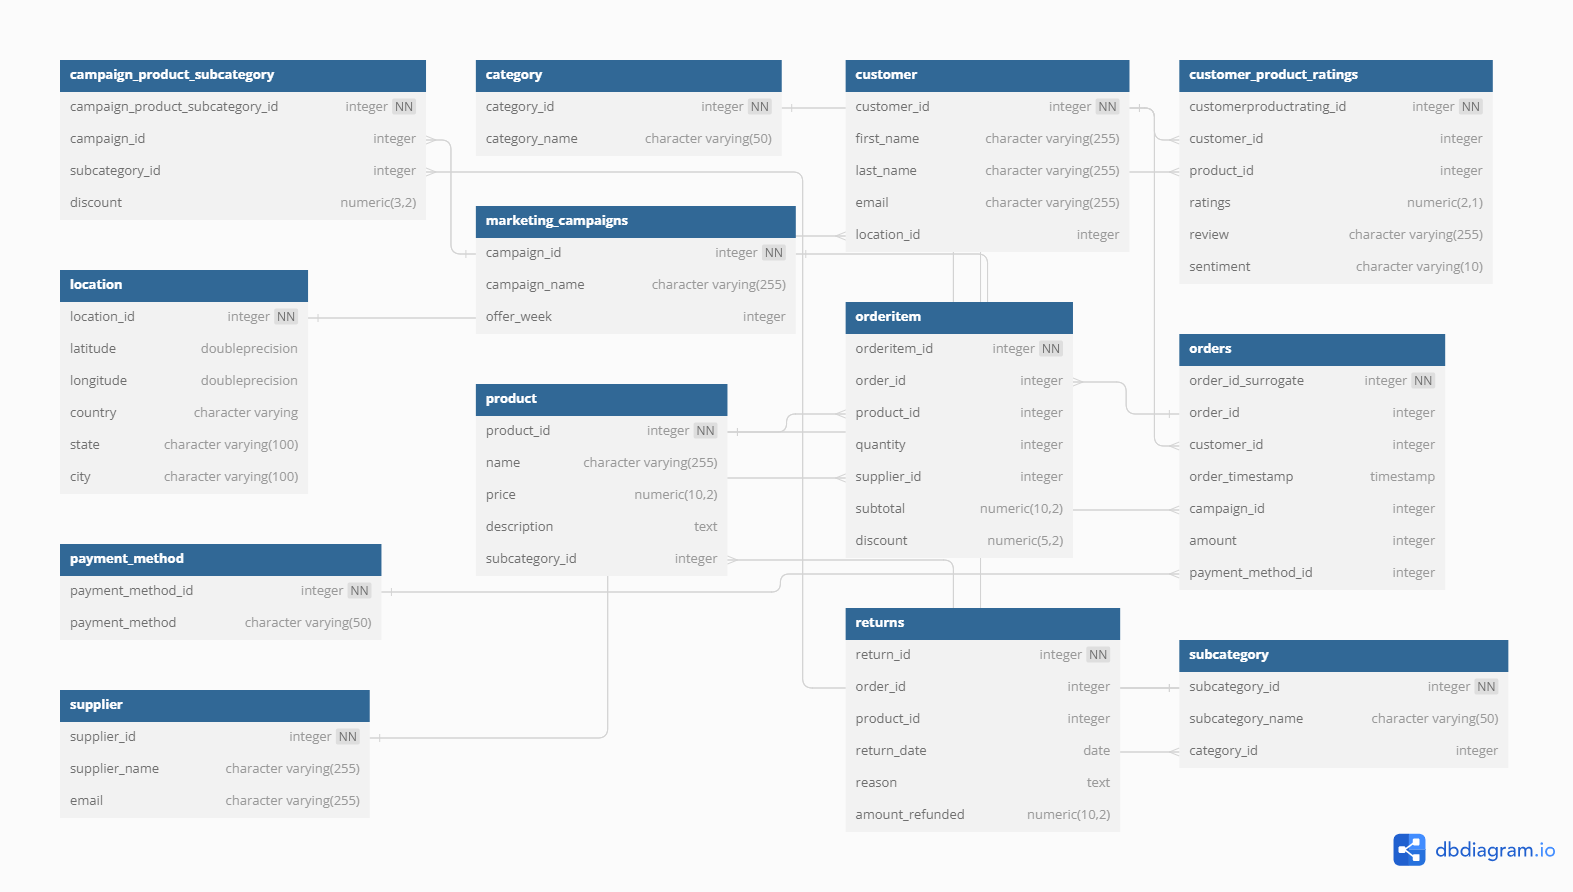 campaign_product_subcategory
campaign_product_subcategory_id integer NN
campaign_id integer
subcategory_id integer
discount numeric(3,2)
category
category_id integer NN
category_name character varying(50)
customer
customer_id integer NN
first_name character varying(255)
last_name character varying(255)
email character varying(255)
location_id integer
customer_product_ratings
customerproductrating_id integer NN
customer_id integer
product_id integer
ratings numeric(2,1)
review character varying(255)
sentiment character varying(10)
marketing_campaigns
campaign_id integer NN
campaign_name character varying(255)
offer_week integer
location
location_id integer NN
latitude doubleprecision
longitude doubleprecision
country character varying
state character varying(100)
city character varying(100)
orderitem
orderitem_id integer NN
order_id integer
product_id integer
quantity integer
supplier_id integer
subtotal numeric(10,2)
discount numeric(5,2)
orders
order_id_surrogate integer NN
order_id integer
customer_id integer
order_timestamp timestamp
campaign_id integer
amount integer
payment_method_id integer
product
product_id integer NN
name character varying(255)
price numeric(10,2)
description text
subcategory_id integer
payment_method
payment_method_id integer NN
payment_method character varying(50)
returns
return_id integer NN
order_id integer
product_id integer
return_date date
reason text
amount_refunded numeric(10,2)
subcategory
subcategory_id integer NN
subcategory_name character varying(50)
category_id integer
supplier
supplier_id integer NN
supplier_name character varying(255)
email character varying(255)
dbdiagram.io